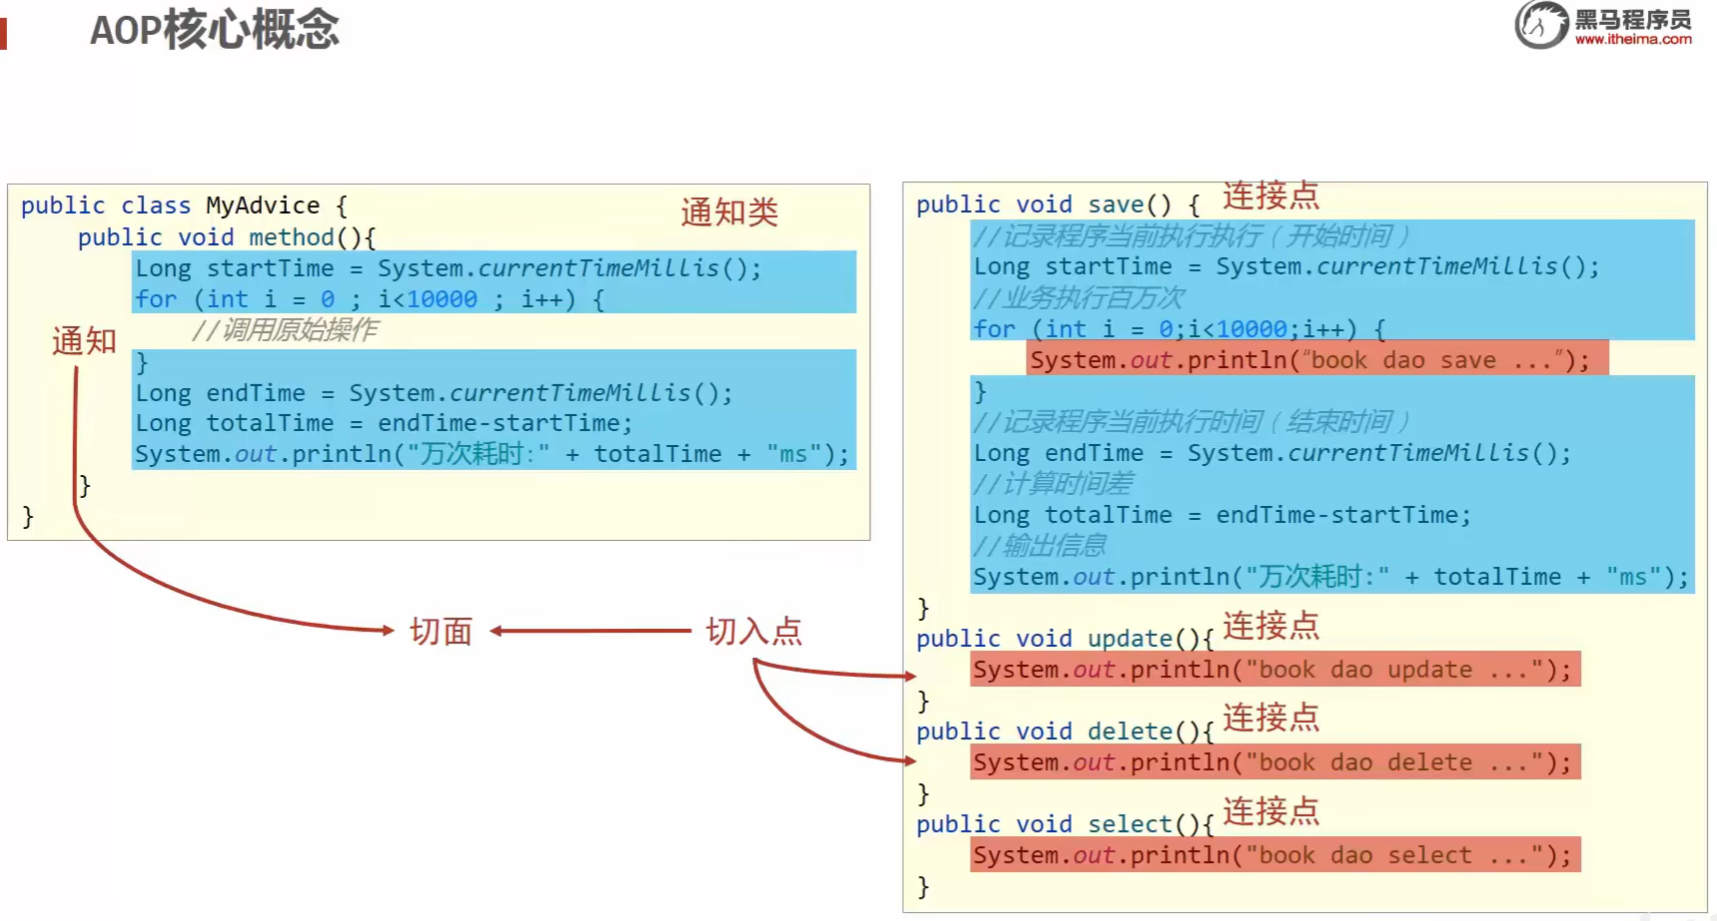 AOP核心概念
黑马程序员
www.itheima.com
public class MyAdvice {
通知类
public void method(){
Long startTime = System.currentTimeMillis();
for (int i = 0 ; i<10000 ; i++) {
//调用原始操作
通知
}
Long endTime = System.currentTimeMillis();
Long totalTime = endTime-startTime;
System.out.println("万次耗时:" + totalTime + "ms");
}
}
切面
切入点
public void save() {
连接点
//记录程序当前执行执行（开始时间）
Long startTime = System.currentTimeMillis();
//业务执行百万次
for (int i = 0;i<10000;i++) {
System.out.println(“book dao save ...”);
}
//记录程序当前执行时间（结束时间）
Long endTime = System.currentTimeMillis();
//计算时间差
Long totalTime = endTime-startTime;
//输出信息
System.out.println("万次耗时:" + totalTime + "ms");
}
public void update(){
连接点
System.out.println("book dao update ...");
}
public void delete(){
连接点
System.out.println("book dao delete ...");
}
public void select(){
连接点
System.out.println("book dao select ...");
}